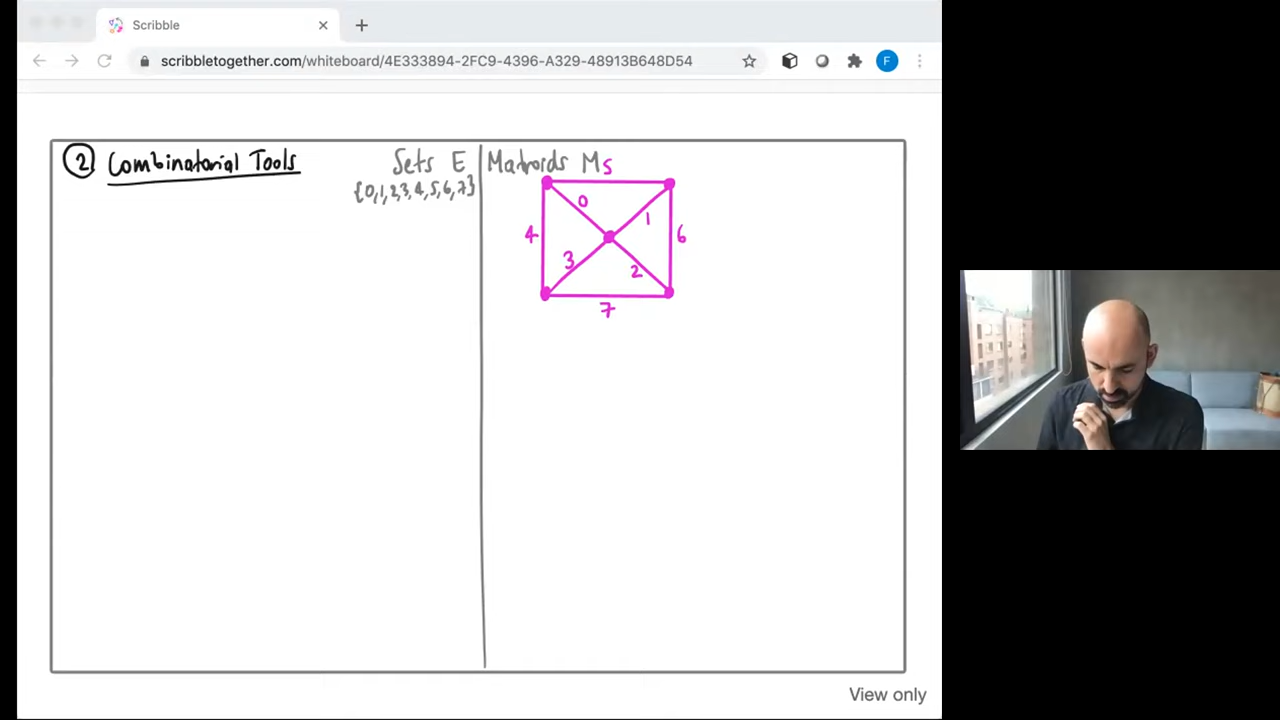 Scribble
scribbletogether.com/whiteboard/4E333894-2FC9-4396-A329-48913B648D54
F
2 Combinatorial Tools
Sets E
{0,1,2,3,4,5,6,7}
Matroids M
5
0
1
4
6
3
2
7
View only